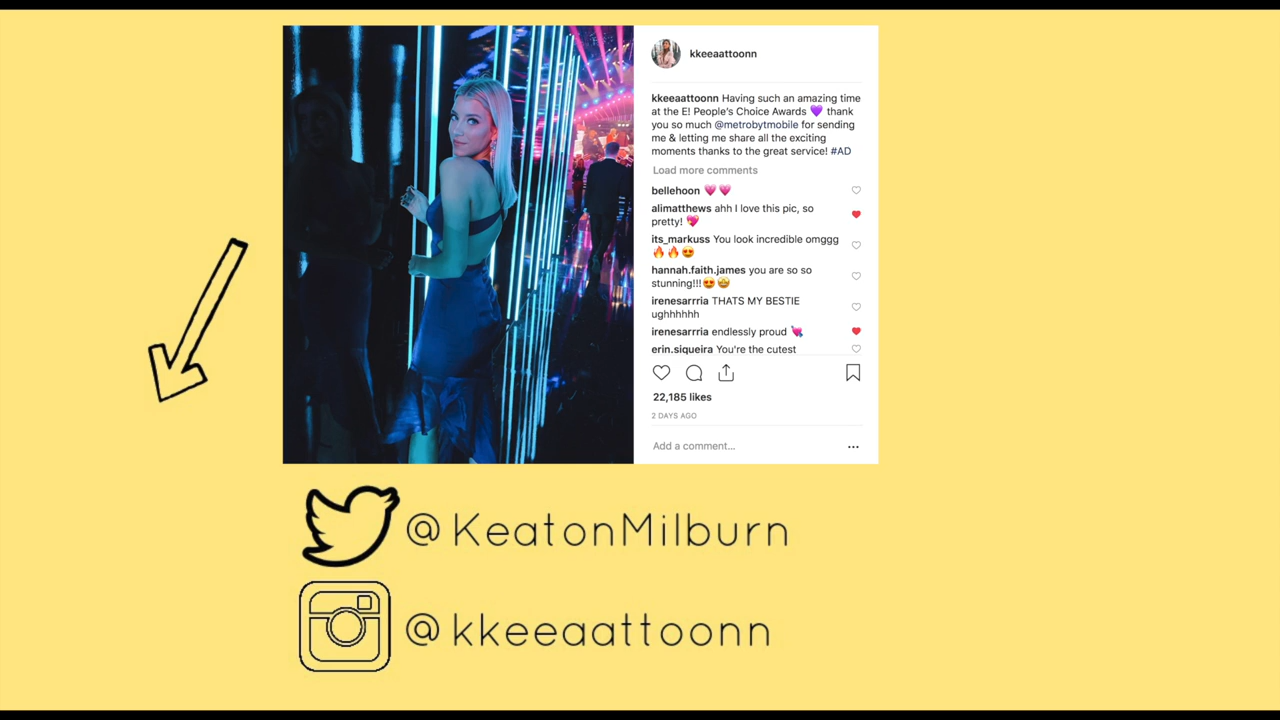 kkeeaattoonn
kkeeaattoonn Having such an amazing time
at the E! People's Choice Awards 💜 thank
you so much @metrobytmobile for sending
me & letting me share all the exciting
moments thanks to the great service! #AD
Load more comments
bellehoon 💗💗
alimatthews ahh I love this pic, so
pretty! 💖
its_markuss You look incredible omggg
🔥🔥😍
hannah.faith.james you are so so
stunning!!!😍🤩
irenesarrria THATS MY BESTIE
ughhhhhh
irenesarrria endlessly proud 💘
erin.siqueira You're the cutest
22,185 likes
2 DAYS AGO
Add a comment...
@KeatonMilburn
@kkeeaattoonn